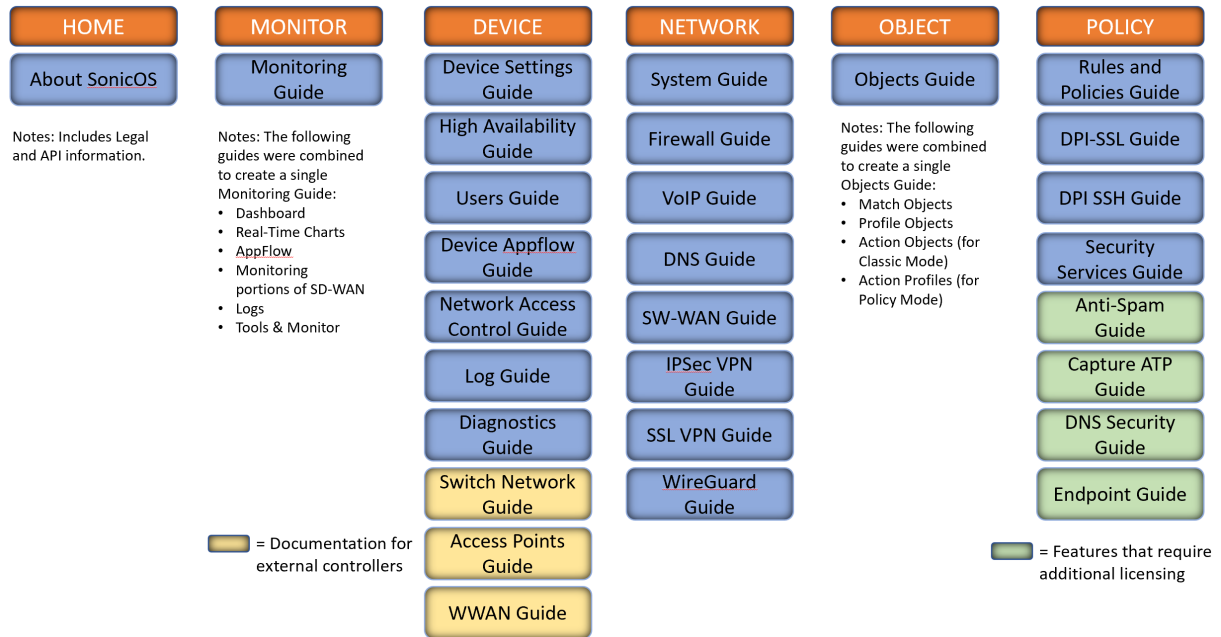 HOME
About SonicOS
Notes: Includes Legal
and API information.
MONITOR
Monitoring
Guide
Notes: The following
guides were combined
to create a single
Monitoring Guide:
• Dashboard
• Real-Time Charts
• AppFlow
• Monitoring
portions of SD-WAN
• Logs
• Tools & Monitor
= Documentation for
external controllers
DEVICE
Device Settings
Guide
High Availability
Guide
Users Guide
Device Appflow
Guide
Network Access
Control Guide
Log Guide
Diagnostics
Guide
Switch Network
Guide
Access Points
Guide
WWAN Guide
NETWORK
System Guide
Firewall Guide
VoIP Guide
DNS Guide
SW-WAN Guide
IPSec VPN
Guide
SSL VPN Guide
WireGuard
Guide
OBJECT
Objects Guide
Notes: The following
guides were combined
to create a single
Objects Guide:
• Match Objects
• Profile Objects
• Action Objects (for
Classic Mode)
• Action Profiles (for
Policy Mode)
POLICY
Rules and
Policies Guide
DPI-SSL Guide
DPI SSH Guide
Security
Services Guide
Anti-Spam
Guide
Capture ATP
Guide
DNS Security
Guide
Endpoint Guide
= Features that require
additional licensing